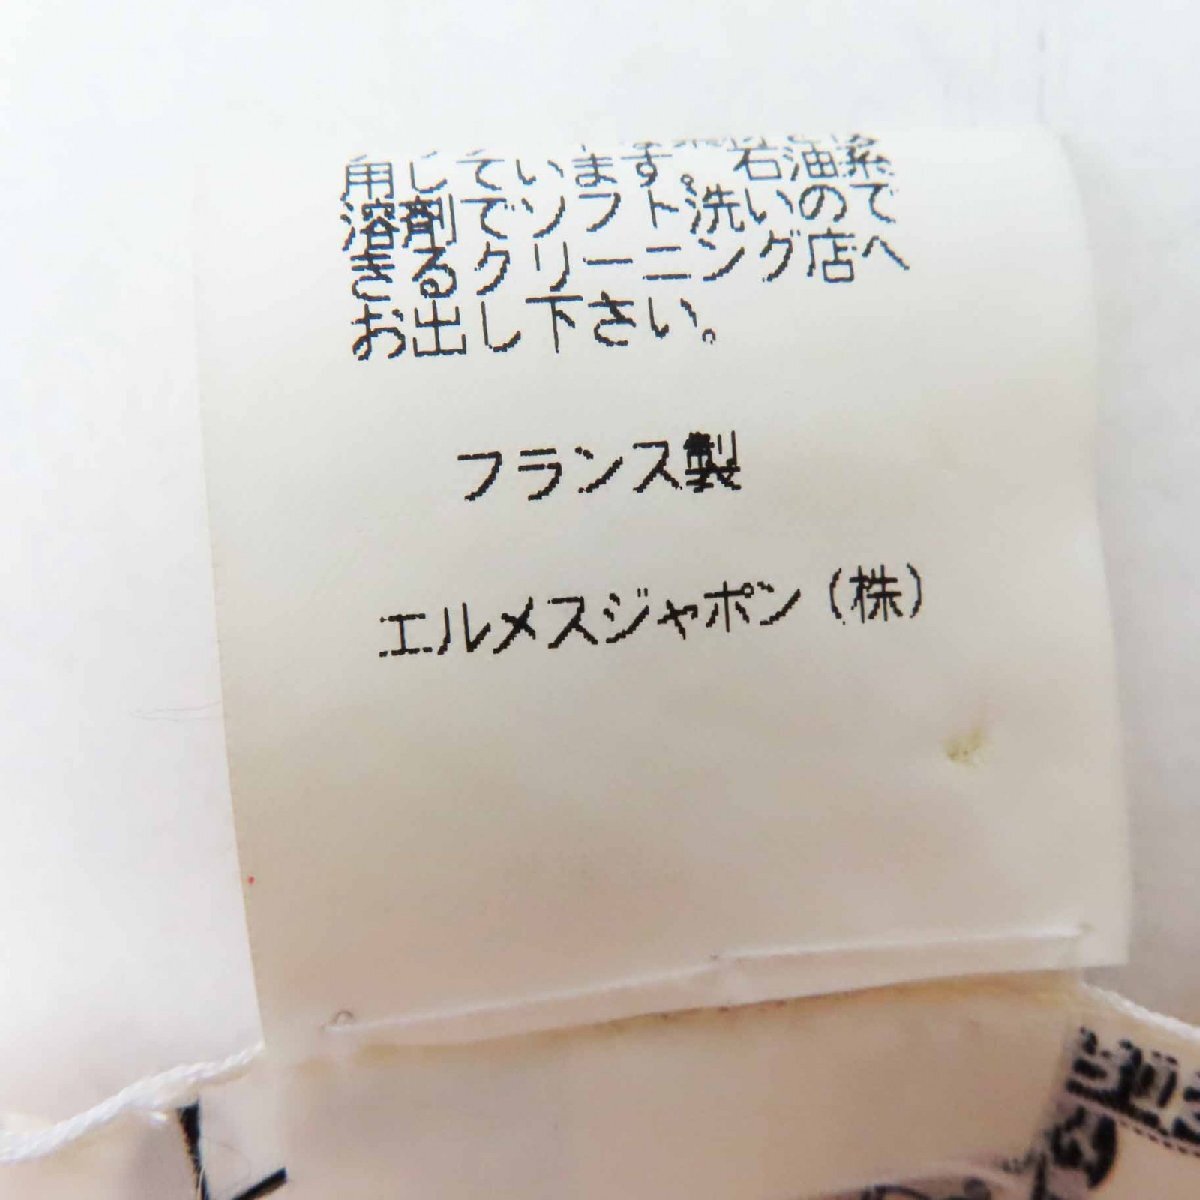 用しています。石油系
溶剤でソフト洗いので
きるクリーニング店へ
お出し下さい。
フランス製
エルメスジャポン(株)